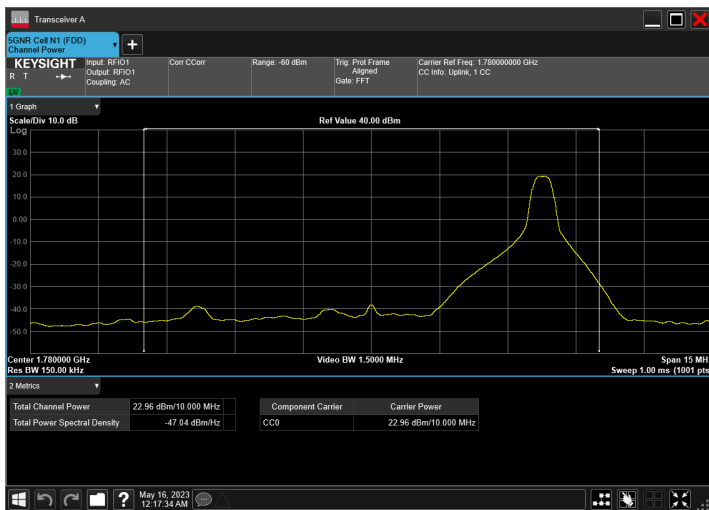 Transceiver A
5GNR Cell N1 (FDD)
Channel Power
KEYSIGHT
R T
LXI
Input: RFIO1
Output: RFIO1
Coupling: AC
Corr CCorr
Range: -60 dBm
Trig: Prot Frame
Aligned
Gate: FFT
Carrier Ref Freq: 1.780000000 GHz
CC Info: Uplink, 1 CC
1 Graph
Scale/Div 10.0 dB
Ref Value 40.00 dBm
Log
30.0
20.0
10.0
0.00
-10.0
-20.0
-30.0
-40.0
-50.0
Center 1.780000 GHz
Video BW 1.5000 MHz
Span 15 MH
Res BW 150.00 kHz
Sweep 1.00 ms (1001 pts
2 Metrics
Total Channel Power 22.96 dBm/10.000 MHz
Total Power Spectral Density -47.04 dBm/Hz
Component Carrier Carrier Power
CC0 22.96 dBm/10.000 MHz
?
May 16, 2023
12:17:34 AM